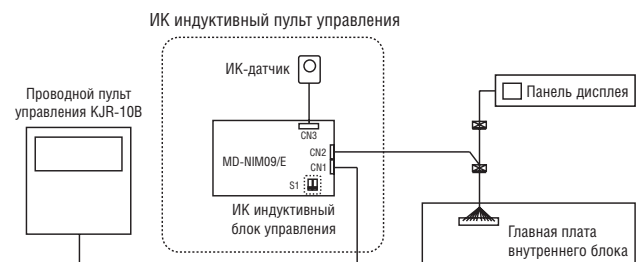 ИК индуктивный пульт управления
ИК-датчик
Проводной пульт
управления KJR-10B
Панель дисплея
CN3
CN2
MD-NIM09/E
CN1
S1
ИК индуктивный
блок управления
Главная плата
внутреннего блока